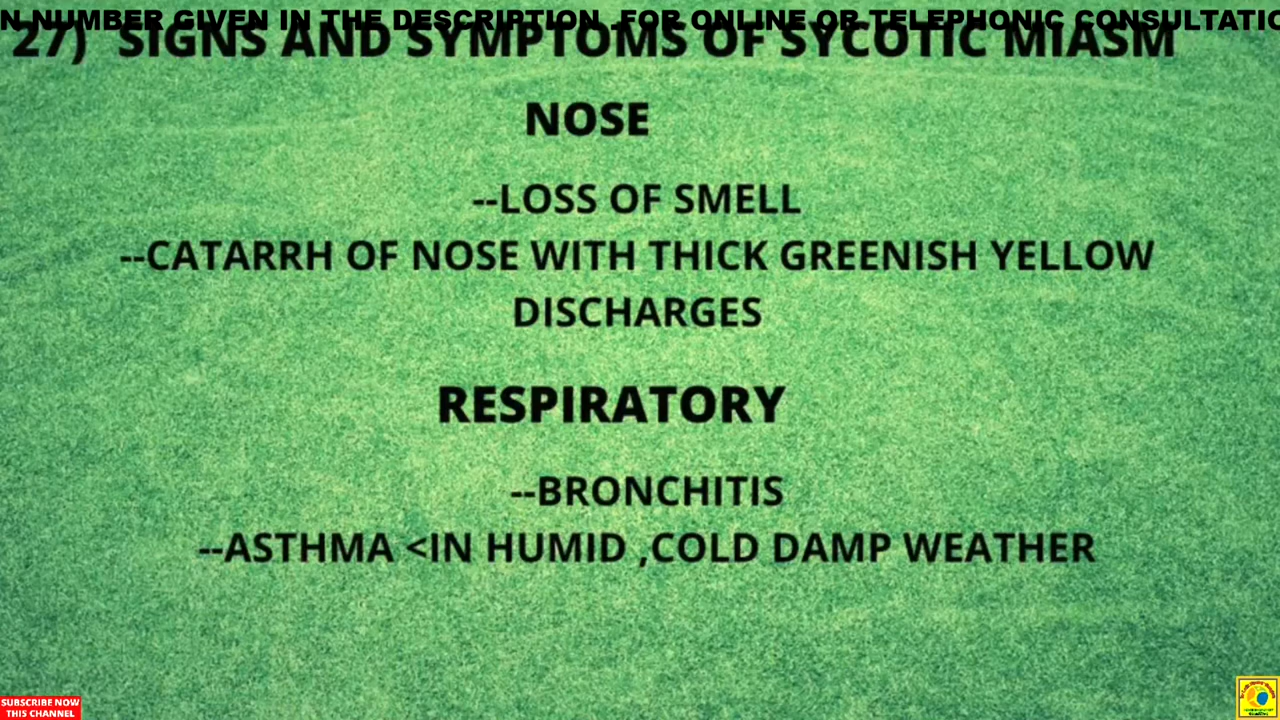 N NUMBER GIVEN IN THE DESCRIPTION .FOR ONLINE OR TELEPHONIC CONSULTATIO
27) SIGNS AND SYMPTOMS OF SYCOTIC MIASM
NOSE
--LOSS OF SMELL
--CATARRH OF NOSE WITH THICK GREENISH YELLOW
DISCHARGES
RESPIRATORY
--BRONCHITIS
--ASTHMA <IN HUMID ,COLD DAMP WEATHER
SUBSCRIBE NOW
THIS CHANNEL